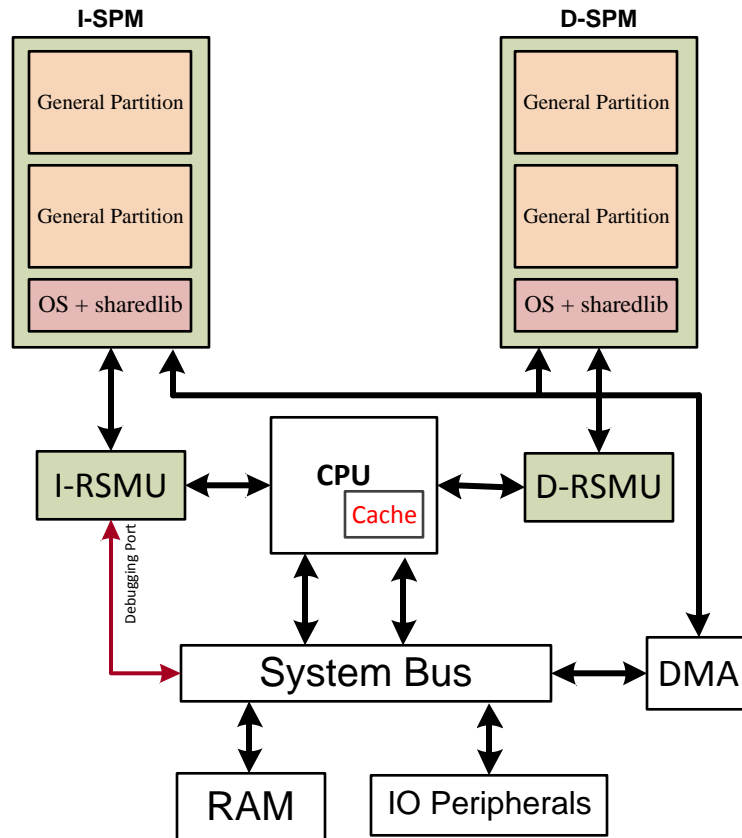 I-SPM
D-SPM
General Partition
General Partition
General Partition
General Partition
OS + sharedlib
OS + sharedlib
I-RSMU
CPU
Cache
D-RSMU
Debugging Port
System Bus
DMA
RAM
IO Peripherals